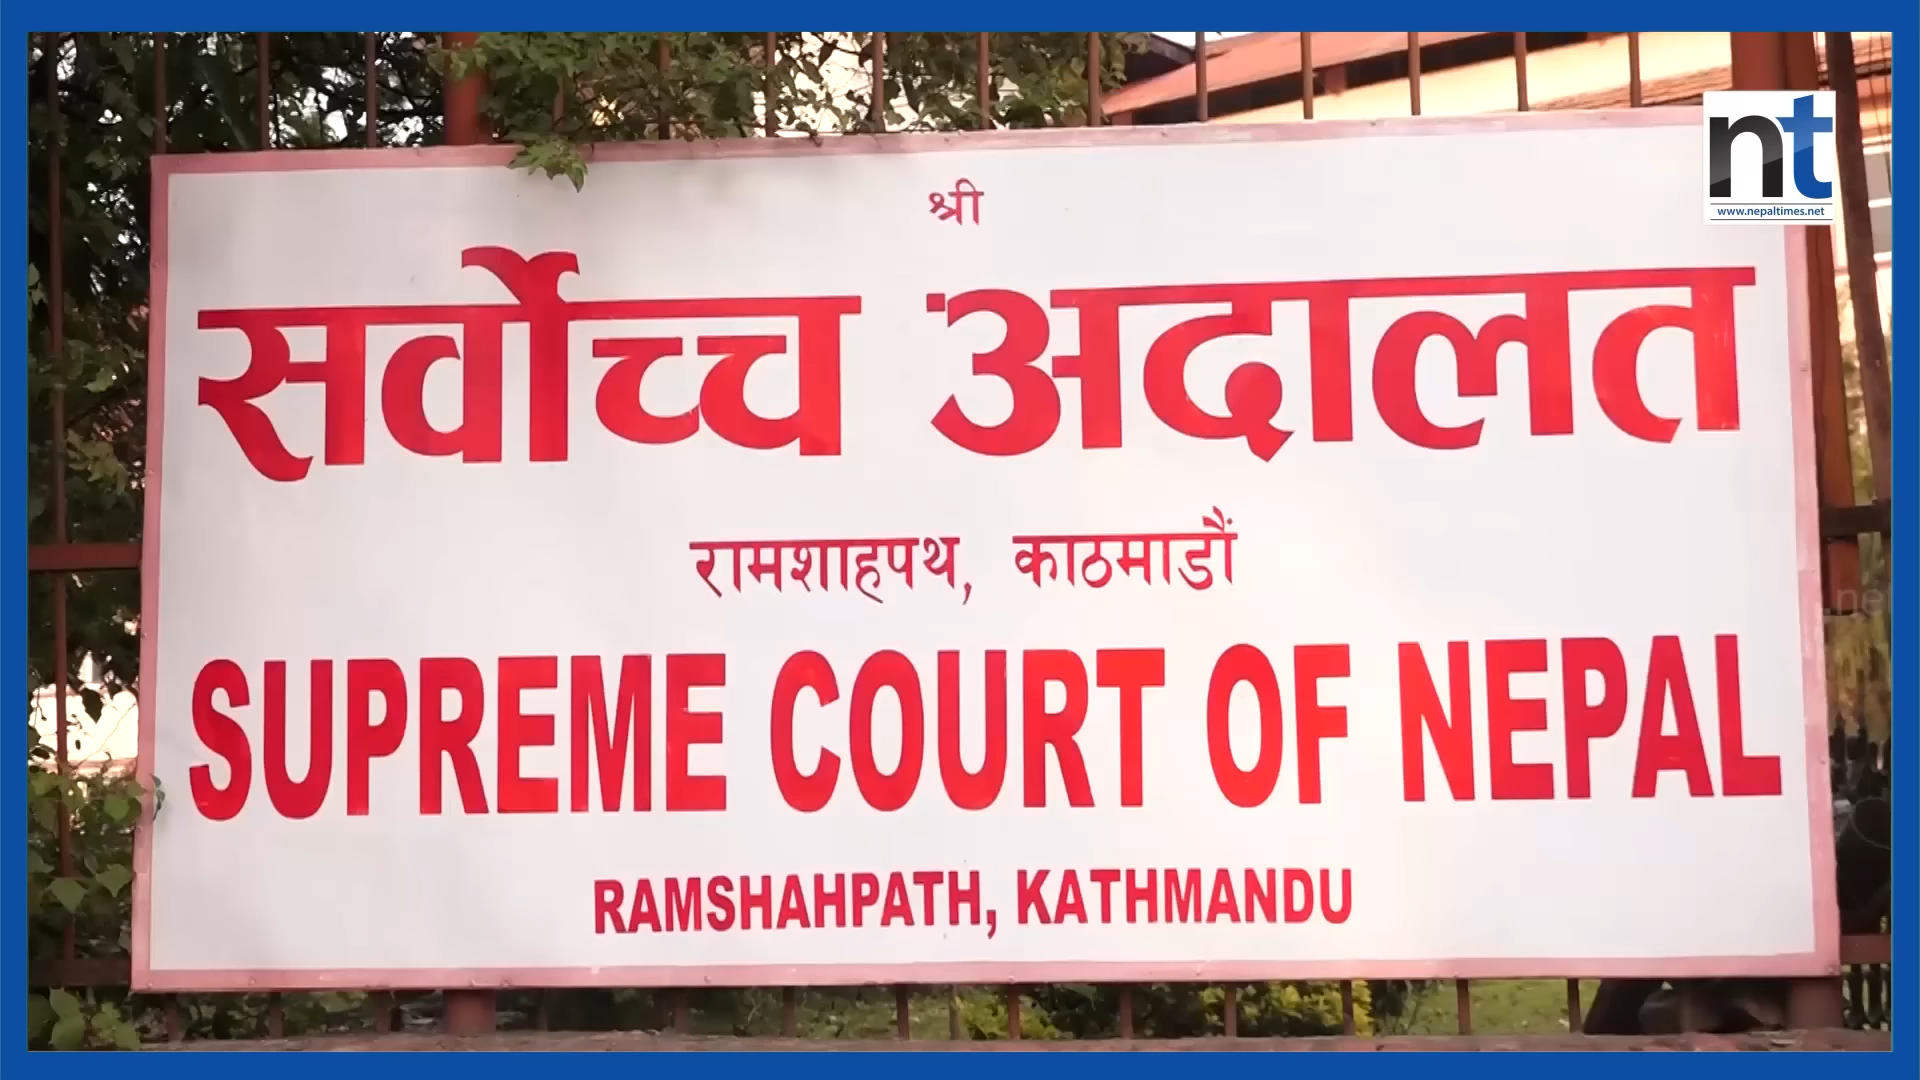 nt
www.nepaltimes.net
श्री
सर्वोच्च अदालत
रामशाहपथ, काठमाडौं
SUPREME COURT OF NEPAL
RAMSHAHPATH, KATHMANDU